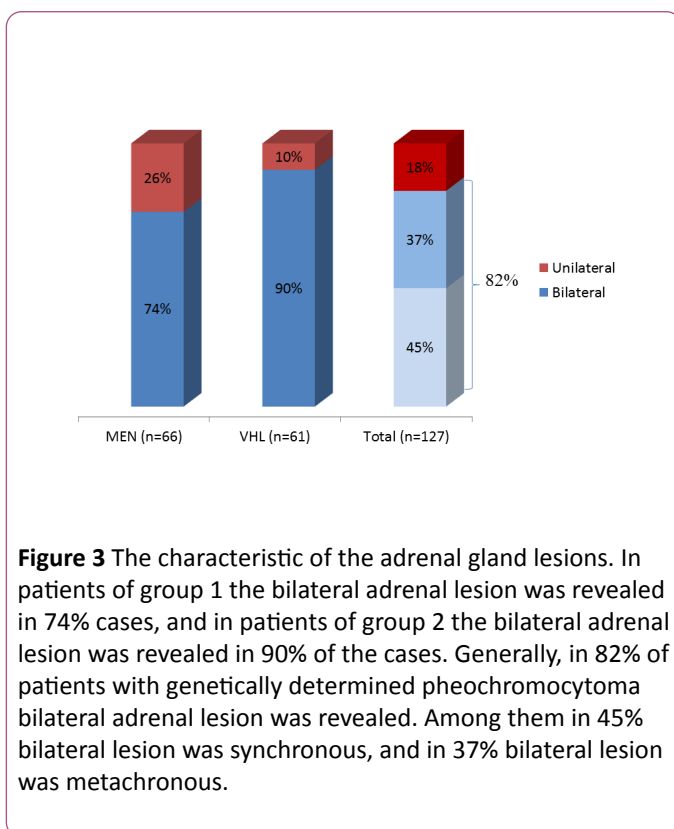 26%
10%
18%
37%
Unilateral
82%
Bilateral
74%
90%
45%
MEN (n=66) VHL (n=61) Total (n=127)
Figure 3 The characteristic of the adrenal gland lesions. In
patients of group 1 the bilateral adrenal lesion was revealed
in 74% cases, and in patients of group 2 the bilateral adrenal
lesion was revealed in 90% of the cases. Generally, in 82% of
patients with genetically determined pheochromocytoma
bilateral adrenal lesion was revealed. Among them in 45%
bilateral lesion was synchronous, and in 37% bilateral lesion
was metachronous.